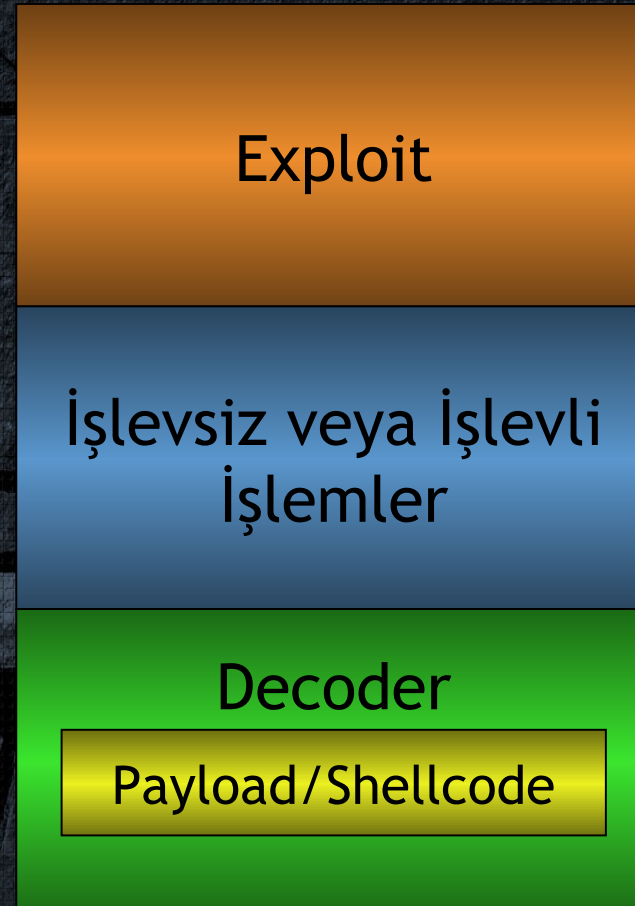 Exploit
İşlevsiz veya İşlevli
İşlemler
Decoder
Payload/Shellcode